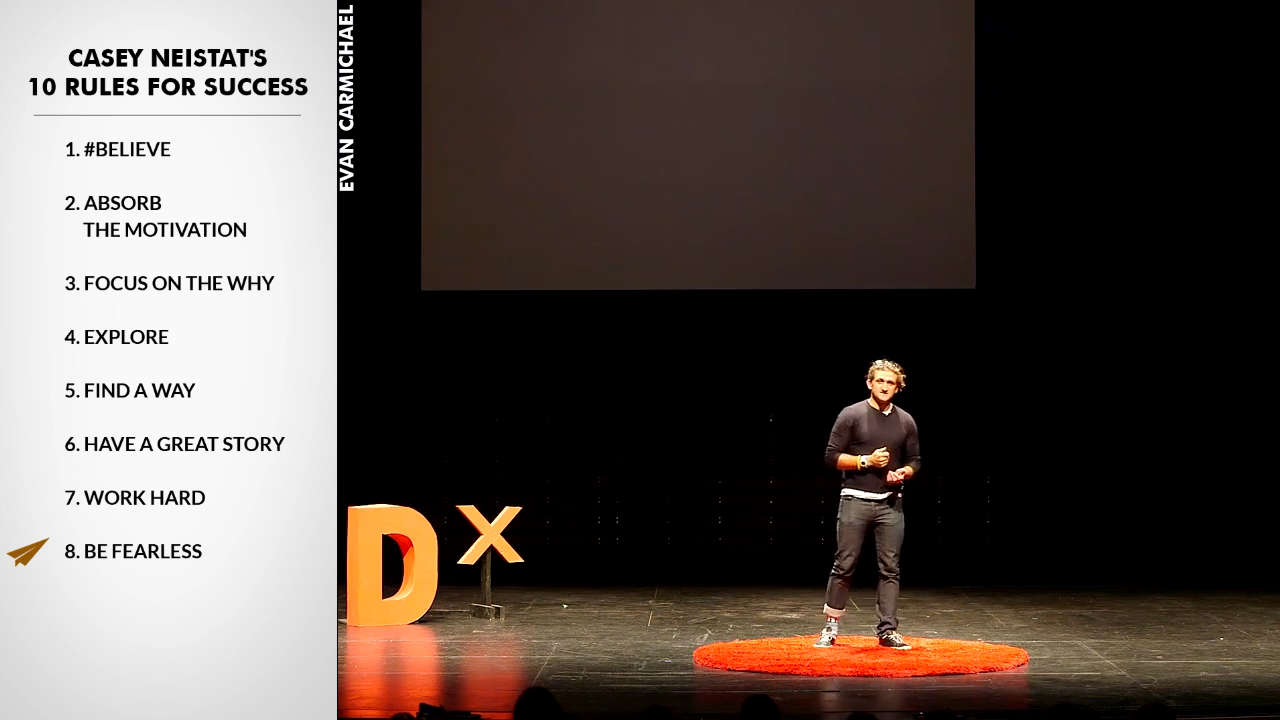 CASEY NEISTAT'S
10 RULES FOR SUCCESS
1. #BELIEVE
2. ABSORB
THE MOTIVATION
3. FOCUS ON THE WHY
4. EXPLORE
5. FIND A WAY
6. HAVE A GREAT STORY
7. WORK HARD
8. BE FEARLESS
EVAN CARMICHAEL
Dx